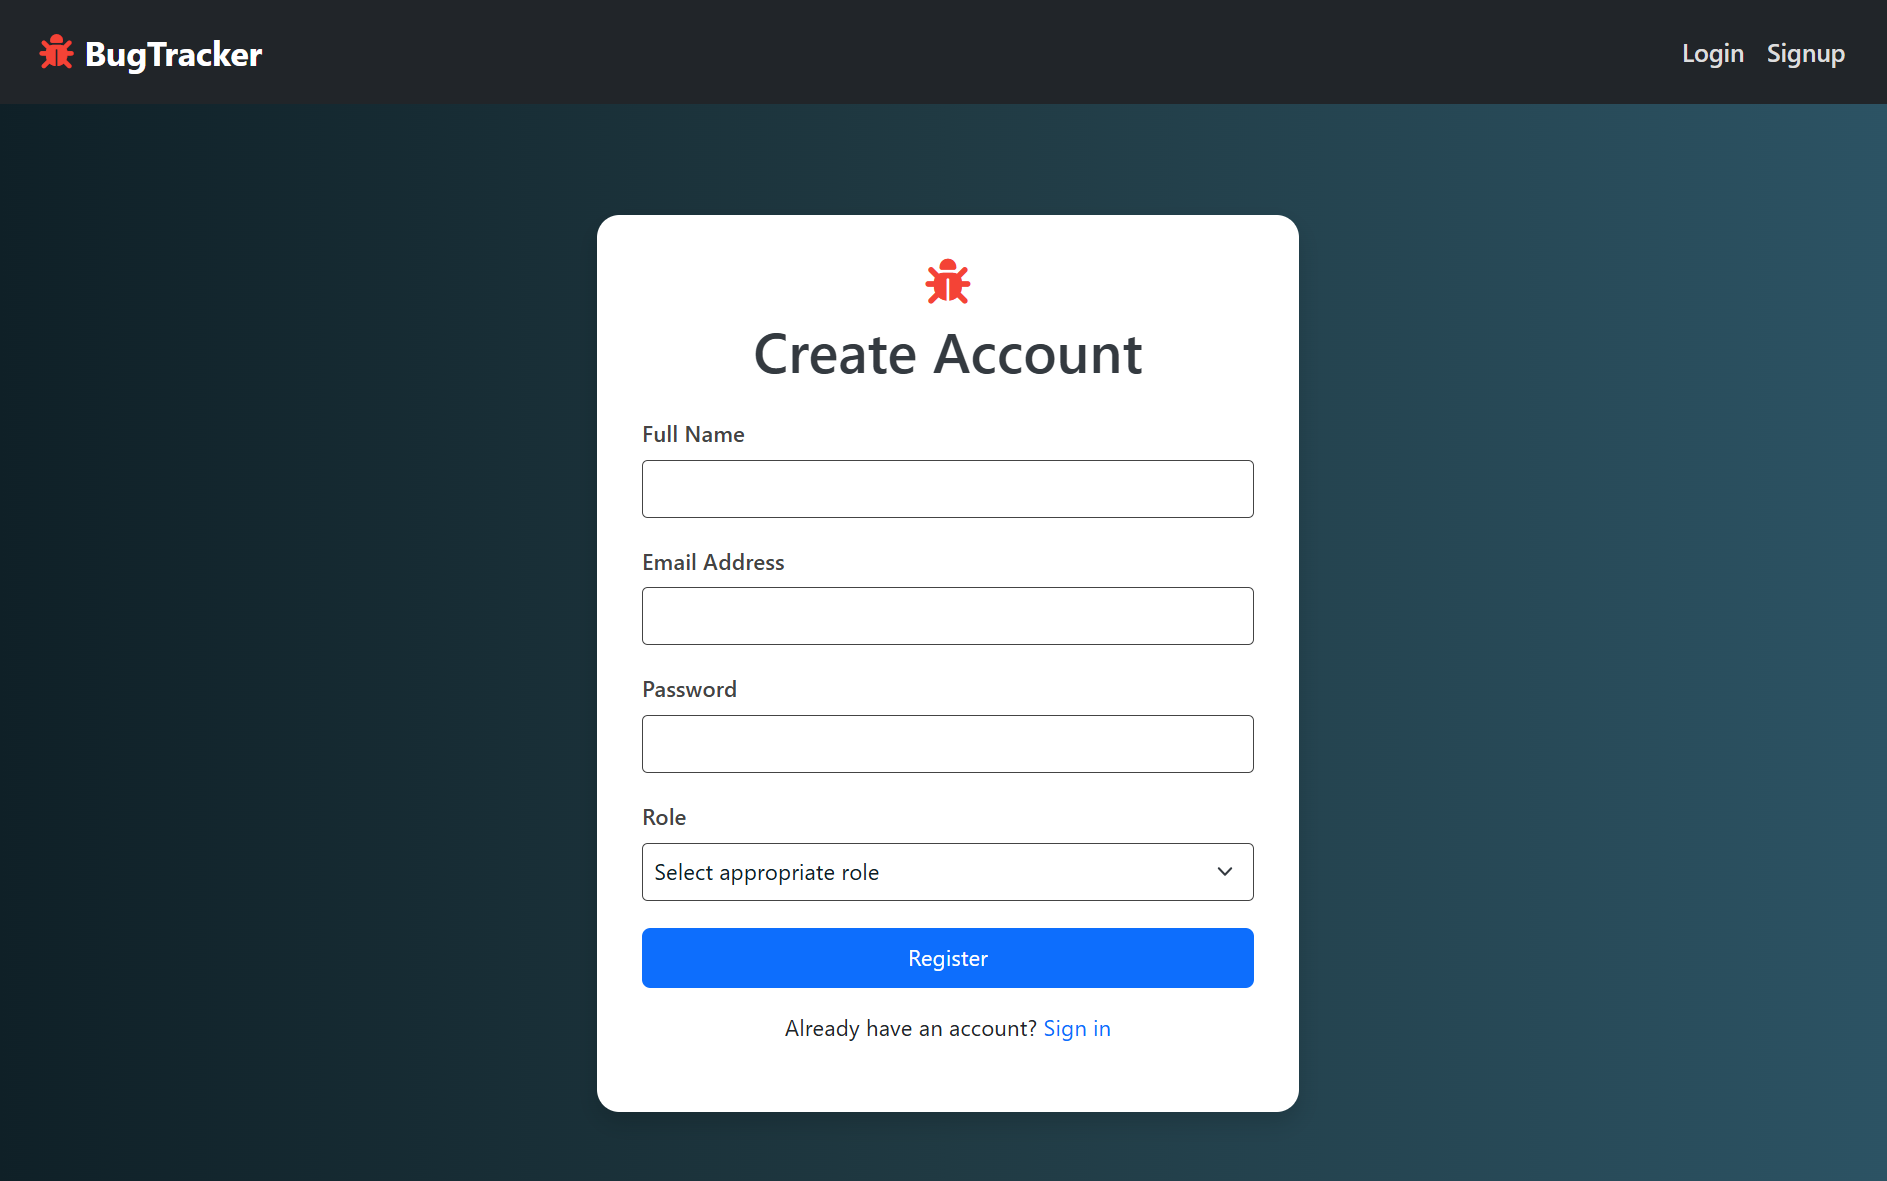 BugTracker
Login Signup
Create Account
Full Name
Email Address
Password
Role
Select appropriate role
Register
Already have an account? Sign in